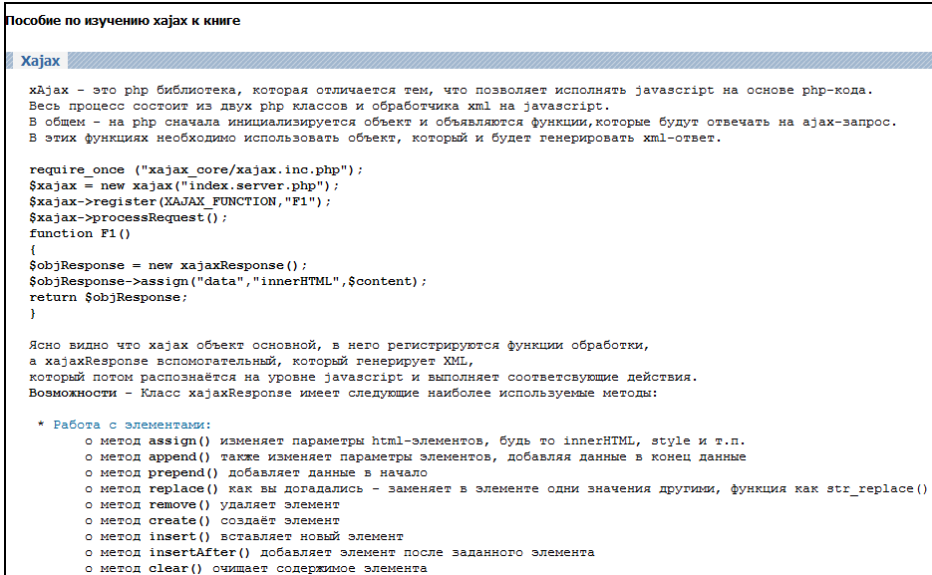 Пособие по изучению xajax к книге
Xajax
xAjax - это php библиотека, которая отличается тем, что позволяет исполнять javascript на основе php-кода.
Весь процесс состоит из двух php классов и обработчика xml на javascript.
В общем - на php сначала инициализируется объект и объявляются функции,которые будут отвечать на ajax-запрос.
В этих функциях необходимо использовать объект, который и будет генерировать xml-ответ.
require_once ("xajax_core/xajax.inc.php");
$xajax = new xajax("index.server.php");
$xajax->register(XAJAX_FUNCTION,"F1");
$xajax->processRequest();
function F1()
{
$objResponse = new xajaxResponse();
$objResponse->assign("data","innerHTML",$content);
return $objResponse;
}
Ясно видно что xajax объект основной, в него регистрируются функции обработки,
а xajaxResponse вспомогательный, который генерирует XML,
который потом распознаётся на уровне javascript и выполняет соответсвующие действия.
Возможности - Класс xajaxResponse имеет следующие наиболее используемые методы:
* Работа с элементами:
o метод assign() изменяет параметры html-элементов, будь то innerHTML, style и т.п.
o метод append() также изменяет параметры элементов, добавляя данные в конец данные
o метод prepend() добавляет данные в начало
o метод replace() как вы догадались - заменяет в элементе одни значения другими, функция как str_replace()
o метод remove() удаляет элемент
o метод create() создаёт элемент
o метод insert() вставляет новый элемент
o метод insertAfter() добавляет элемент после заданного элемента
o метод clear() очищает содержимое элемента